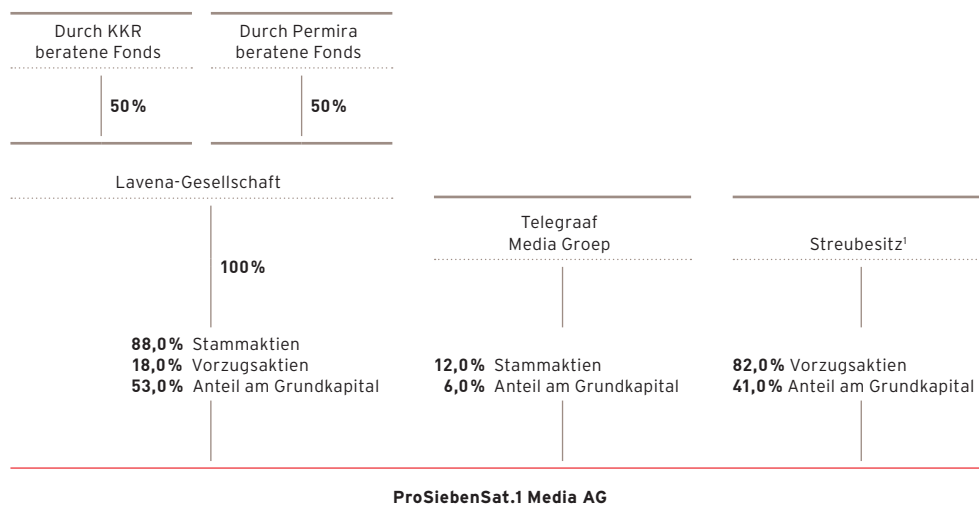 Durch KKR
beratene Fonds
Durch Permira
beratene Fonds
50%
50%
Lavena-Gesellschaft
100%
88,0% Stammaktien
18,0% Vorzugsaktien
53,0% Anteil am Grundkapital
Telegraaf
Media Groep
12,0% Stammaktien
6,0% Anteil am Grundkapital
Streubesitz¹
82,0% Vorzugsaktien
41,0% Anteil am Grundkapital
ProSiebenSat.1 Media AG